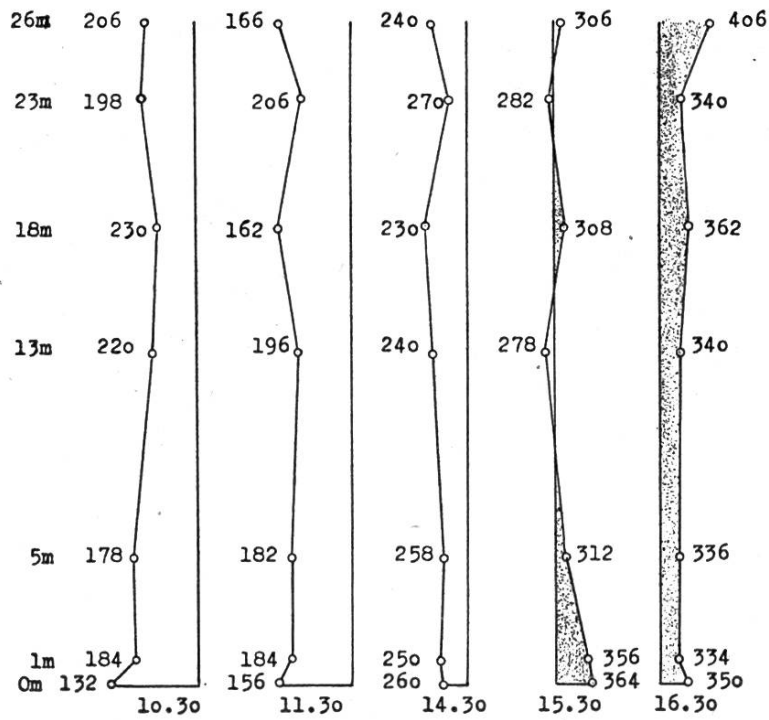 26m 206 166 240 306 406
23m 198 206 270 282 340
18m 230 162 230 308 362
13m 220 196 240 278 340
5m 178 182 258 312 336
1m 184 184 250 356 334
0m 132 156 260 364 350
10.30 11.30 14.30 15.30 16.30